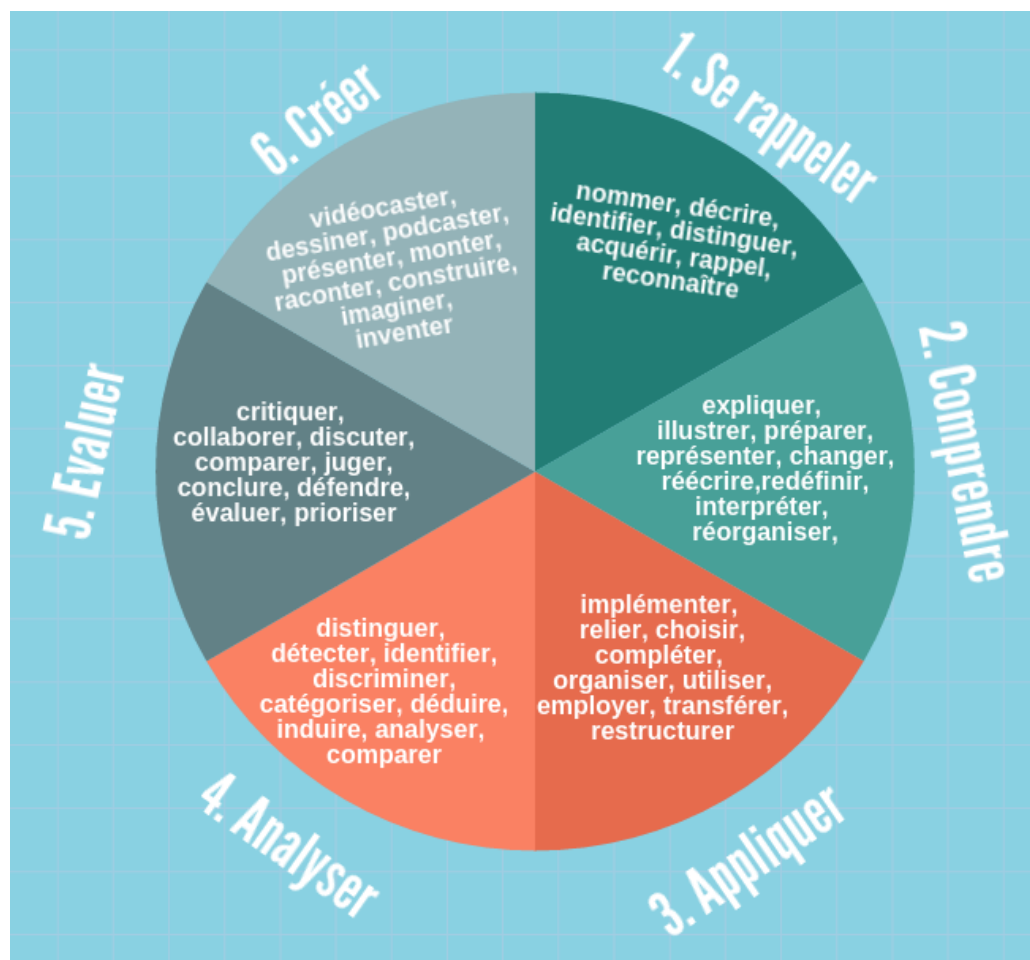 1. Se rappeler
nommer, décrire,
identifier, distinguer,
acquérir, rappel,
reconnaître
2. Comprendre
expliquer,
illustrer, préparer,
représenter, changer,
réécrire,redéfinir,
interpréter,
réorganiser,
3. Appliquer
implémenter,
relier, choisir,
compléter,
organiser, utiliser,
employer, transférer,
restructurer
4. Analyser
distinguer,
détecter, identifier,
discriminer,
catégoriser, déduire,
induire, analyser,
comparer
5. Evaluer
critiquer,
collaborer, discuter,
comparer, juger,
conclure, défendre,
évaluer, prioriser
6. Créer
vidéocaster,
dessiner, podcaster,
présenter, monter,
raconter, construire,
imaginer,
inventer